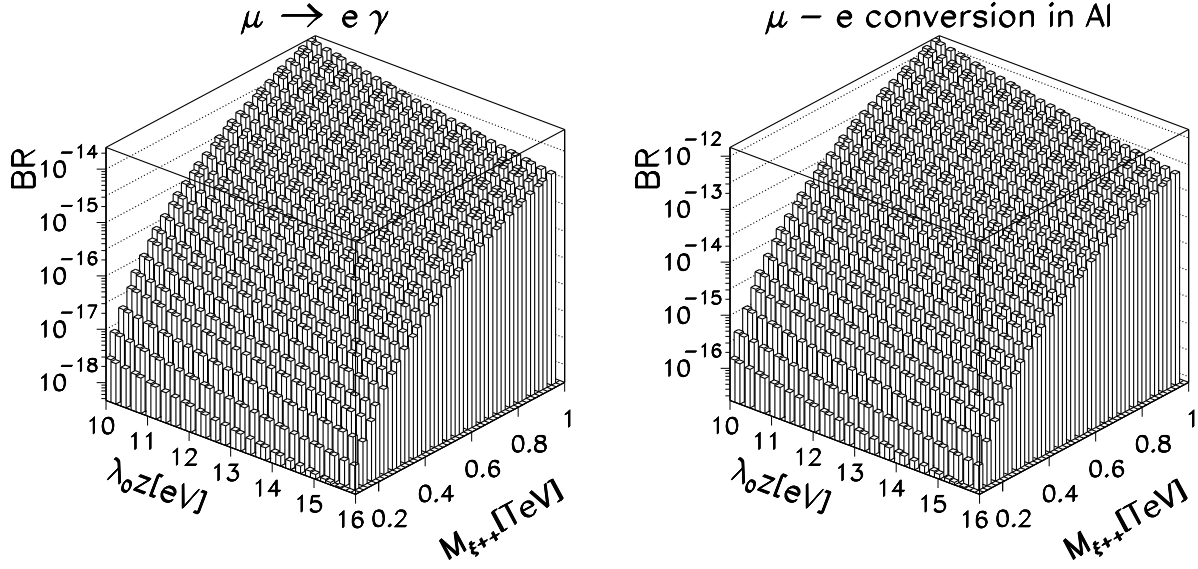 μ → e γ
BR
10⁻¹⁴
10⁻¹⁵
10⁻¹⁶
10⁻¹⁷
10⁻¹⁸
10 11 12 13 14 15 16
λ₀z[eV]
0.2 0.4 0.6 0.8 1
M_ξ++[TeV]
μ − e conversion in Al
BR
10⁻¹²
10⁻¹³
10⁻¹⁴
10⁻¹⁵
10⁻¹⁶
10 11 12 13 14 15 16
λ₀z[eV]
0.2 0.4 0.6 0.8 1
M_ξ++[TeV]